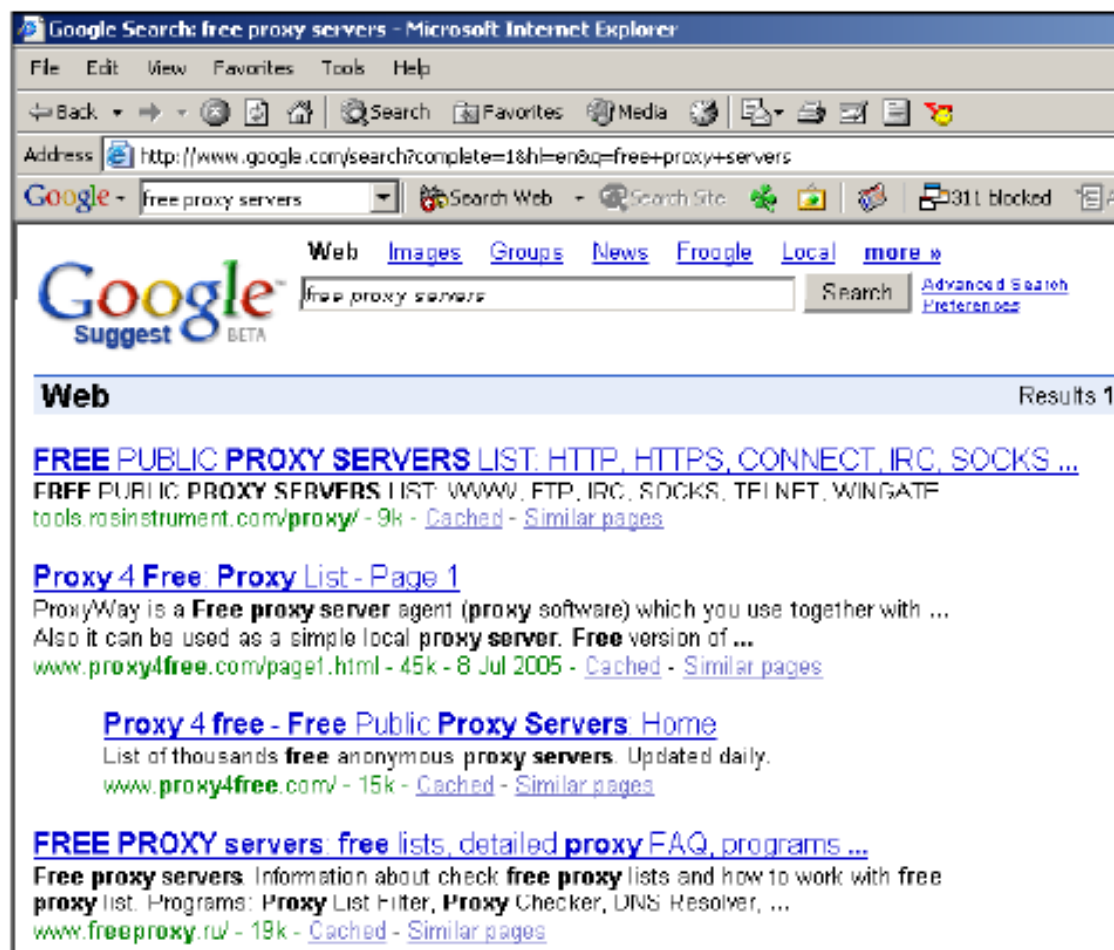 Google Search: free proxy servers - Microsoft Internet Explorer
File Edit View Favorites Tools Help
Back Search Favorites Media
Address http://www.google.com/search?complete=1&hl=en&q=free+proxy+servers
Google free proxy servers Search Web Search Site 311 blocked
Web Images Groups News Froogle Local more »
Google™ Suggest BETA
free proxy servers Search Advanced Search
Preferences
Web Results 1
FREE PUBLIC PROXY SERVERS LIST: HTTP, HTTPS, CONNECT, IRC, SOCKS ...
FREE PUBLIC PROXY SERVERS LIST: WWW, FTP, IRC, SOCKS, TELNET, WINGATE
tools.rosinstrument.com/proxy/ - 9k - Cached - Similar pages
Proxy 4 Free: Proxy List - Page 1
ProxyWay is a Free proxy server agent (proxy software) which you use together with ...
Also it can be used as a simple local proxy server. Free version of ...
www.proxy4free.com/page1.html - 45k - 8 Jul 2005 - Cached - Similar pages
Proxy 4 free - Free Public Proxy Servers: Home
List of thousands free anonymous proxy servers. Updated daily.
www.proxy4free.com/ - 15k - Cached - Similar pages
FREE PROXY servers: free lists, detailed proxy FAQ, programs ...
Free proxy servers. Information about check free proxy lists and how to work with free
proxy list. Programs: Proxy List Filter, Proxy Checker, DNS Resolver, ...
www.freeproxy.ru/ - 19k - Cached - Similar pages